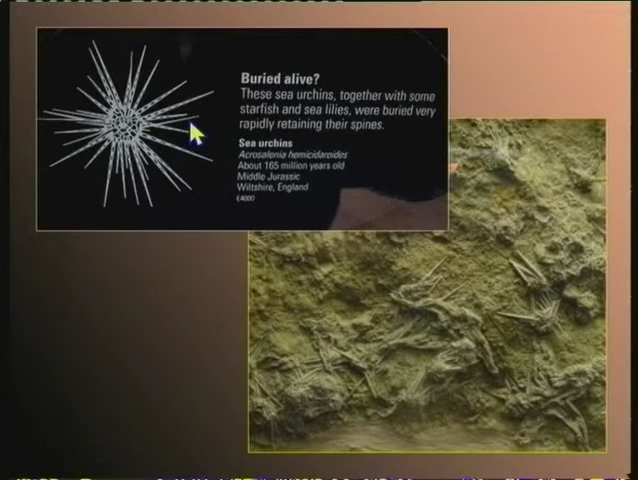 Buried alive?
These sea urchins, together with some
starfish and sea lilies, were buried very
rapidly retaining their spines.
Sea urchins
Acrosalenia hemicidaroides
About 165 million years old
Middle Jurassic
Wiltshire, England